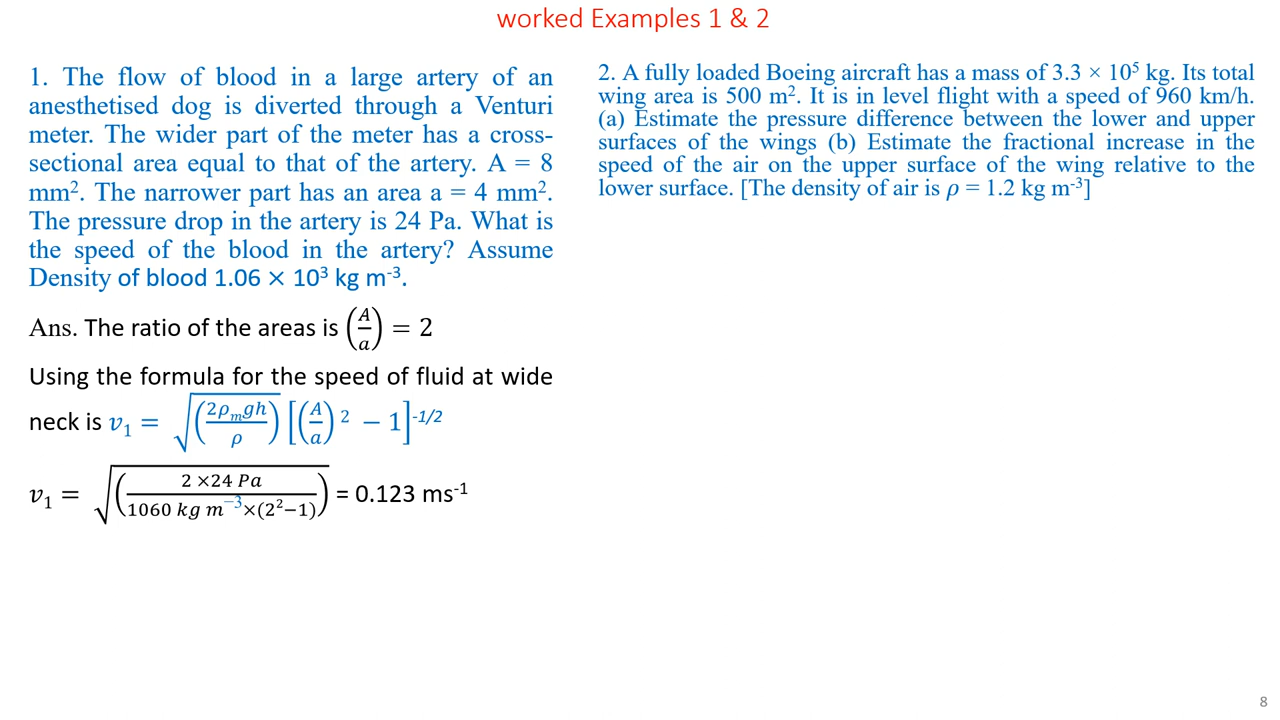 worked Examples 1 & 2
1. The flow of blood in a large artery of an
anesthetised dog is diverted through a Venturi
meter. The wider part of the meter has a cross-
sectional area equal to that of the artery. A = 8
mm². The narrower part has an area a = 4 mm².
The pressure drop in the artery is 24 Pa. What is
the speed of the blood in the artery? Assume
Density of blood 1.06 × 10³ kg m⁻³.
Ans. The ratio of the areas is (A/a) = 2
Using the formula for the speed of fluid at wide
neck is v₁ = √(2ρₘgh/ρ) [(A/a) ² − 1]⁻¹/²
v₁ = √(2 ×24 Pa / 1060 kg m⁻³×(2²−1)) = 0.123 ms⁻¹
2. A fully loaded Boeing aircraft has a mass of 3.3 × 10⁵ kg. Its total
wing area is 500 m². It is in level flight with a speed of 960 km/h.
(a) Estimate the pressure difference between the lower and upper
surfaces of the wings (b) Estimate the fractional increase in the
speed of the air on the upper surface of the wing relative to the
lower surface. [The density of air is ρ = 1.2 kg m⁻³]
8